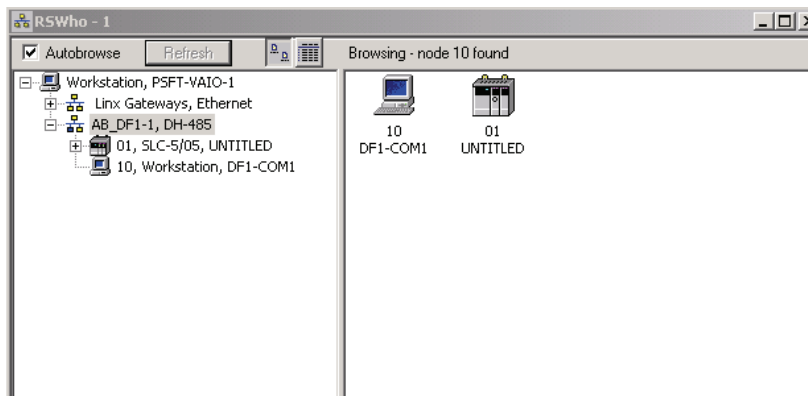 RSWho - 1
Autobrowse
Refresh
Browsing - node 10 found
Workstation, PSFT-VAIO-1
Linx Gateways, Ethernet
AB_DF1-1, DH-485
01, SLC-5/05, UNTITLED
10, Workstation, DF1-COM1
10
DF1-COM1
01
UNTITLED